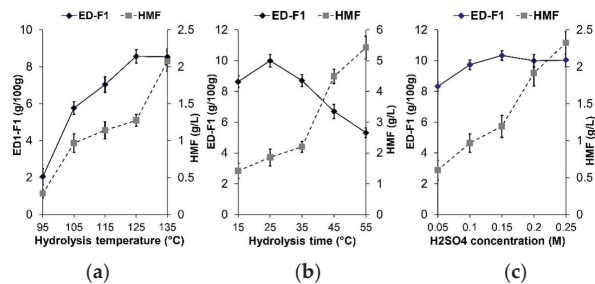 ED-F1 HMF
ED1-F1 (g/100g)
10
8
6
4
2
0
2.5
2
1.5
1
0.5
0
HMF (g/L)
95 105 115 125 135
Hydrolysis temperature (°C)
(a)
ED-F1 HMF
ED-F1 (g/100g)
12
10
8
6
4
2
0
6
5
4
3
2
1
0
HMF (g/L)
15 25 35 45 55
Hydrolysis time (°C)
(b)
ED-F1 HMF
ED-F1 (g/100g)
12
10
8
6
4
2
0
2.5
2
1.5
1
0.5
0
HMF (g/L)
0.05 0.1 0.15 0.2 0.25
H2SO4 concentration (M)
(c)